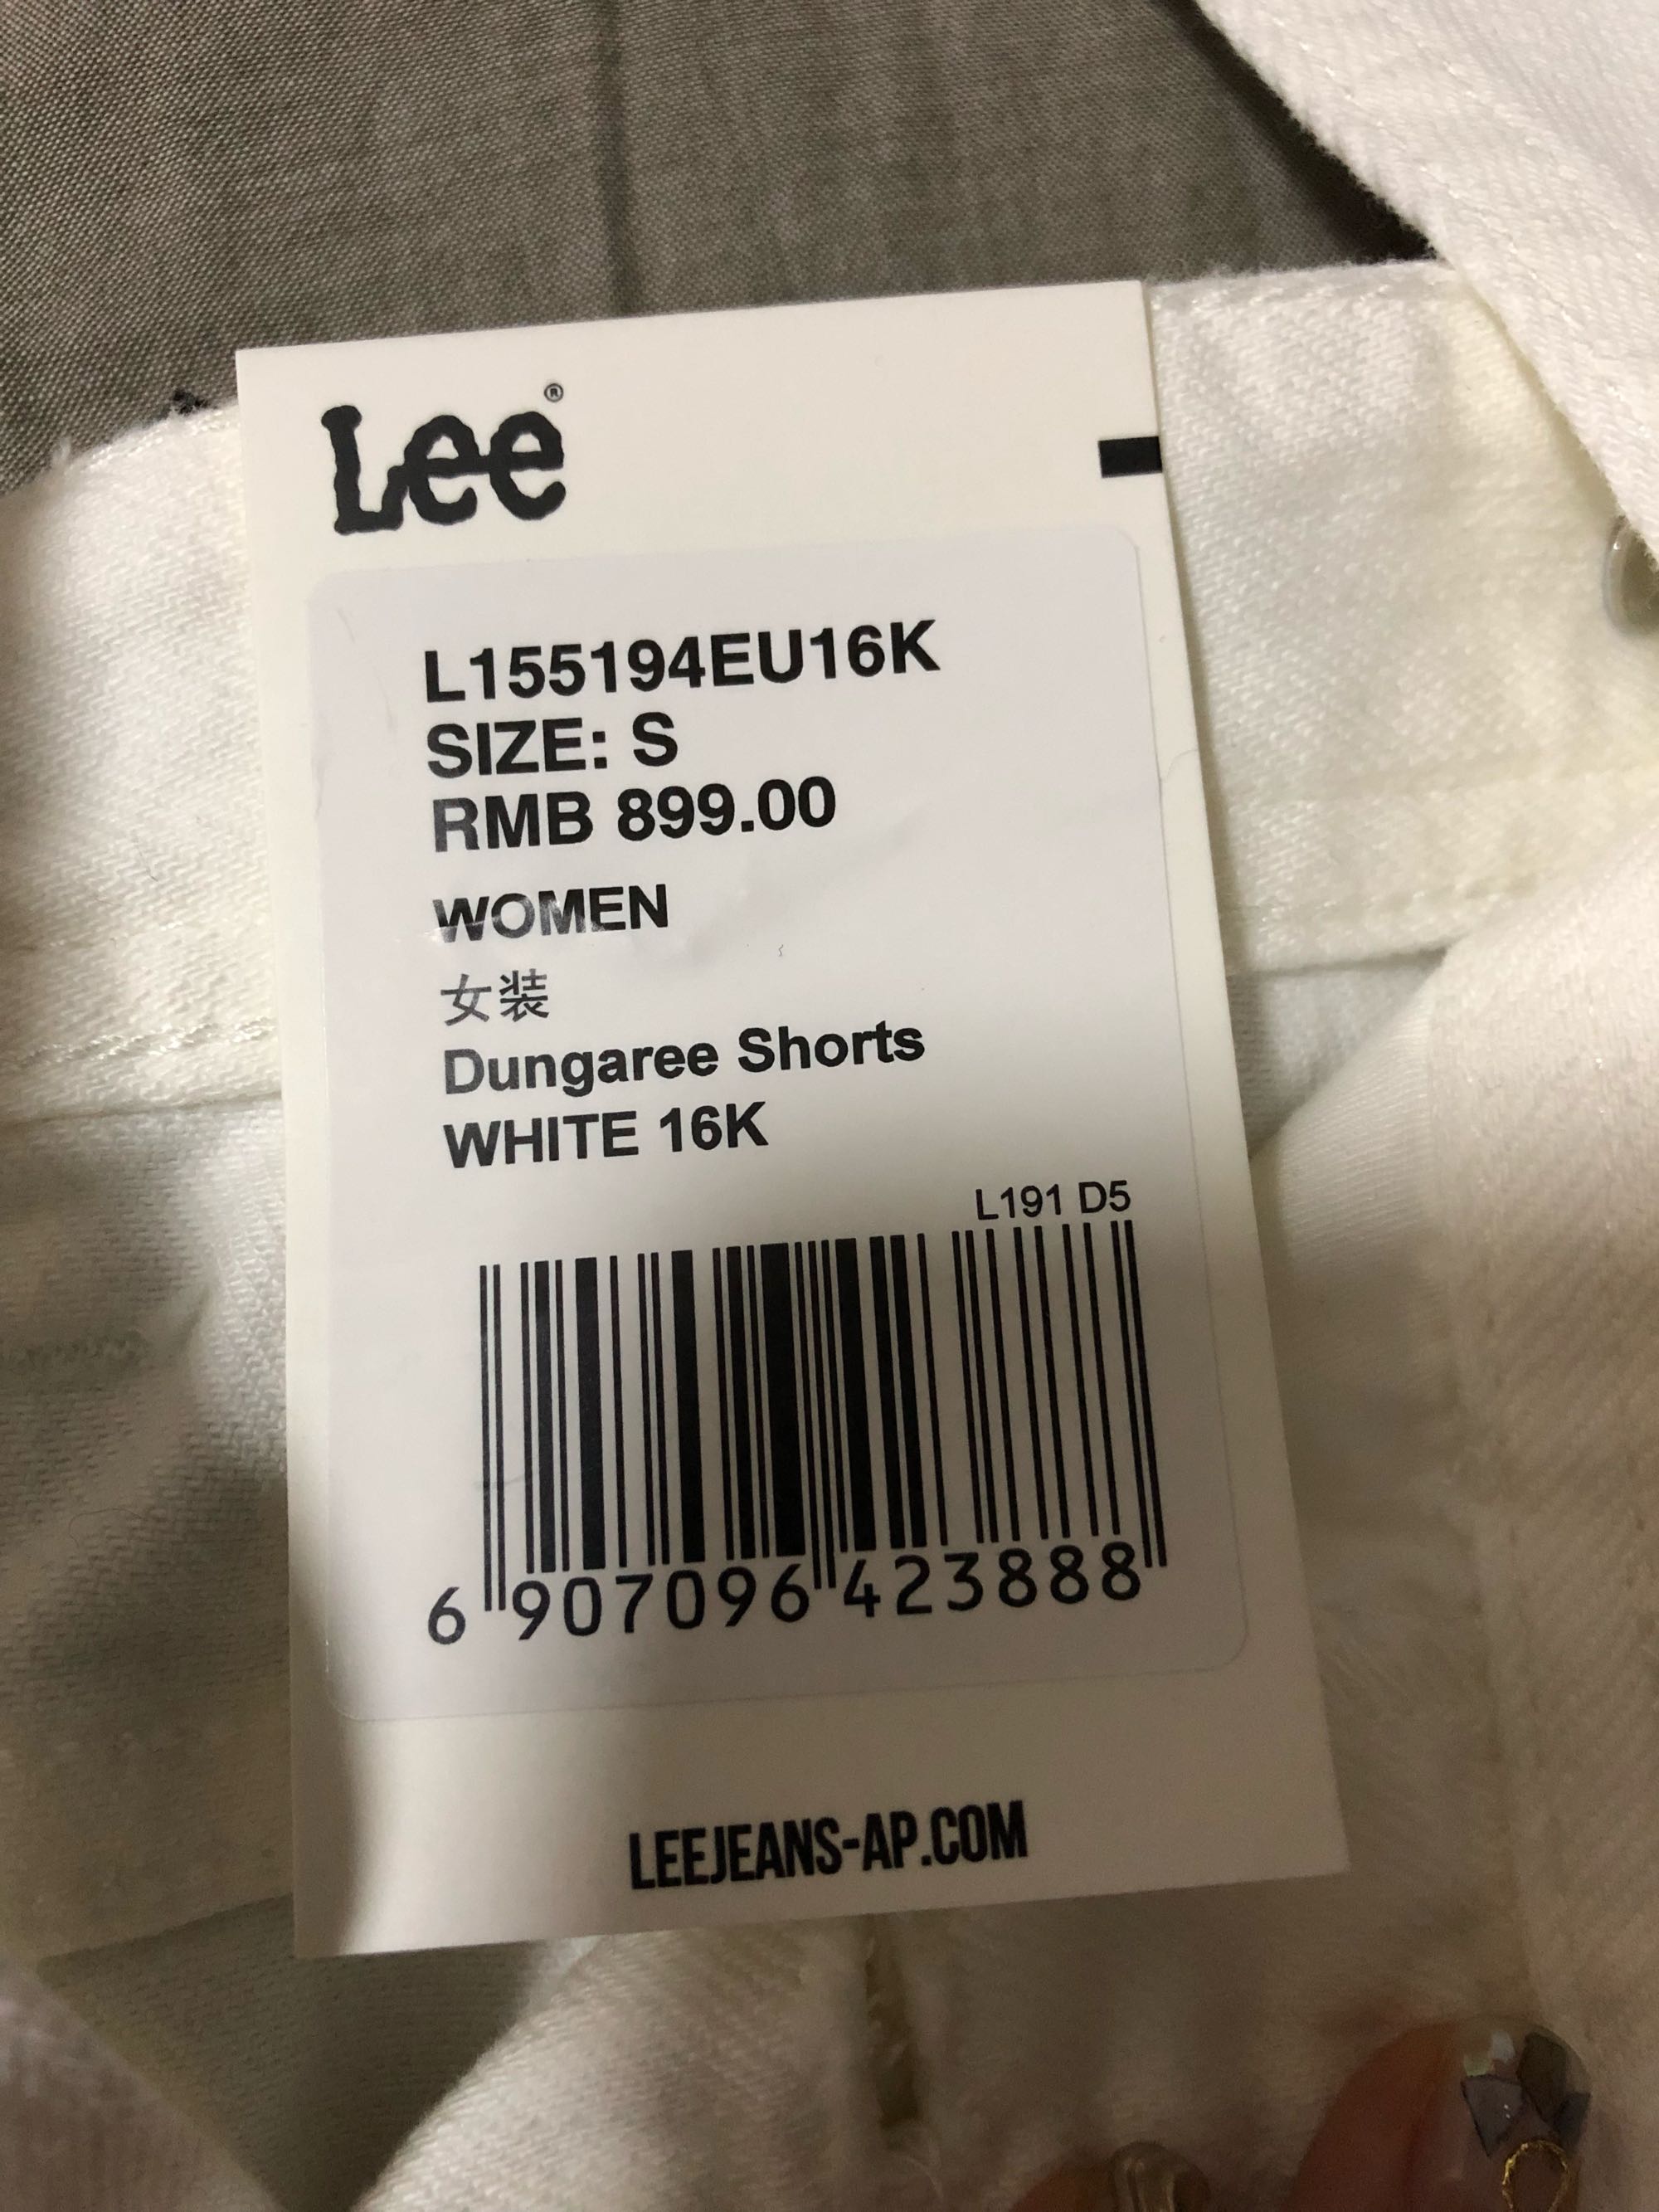 Lee®
L155194EU16K
SIZE: S
RMB 899.00
WOMEN
女装
Dungaree Shorts
WHITE 16K
L191 D5
6 907096 423888
LEEJEANS-AP.COM